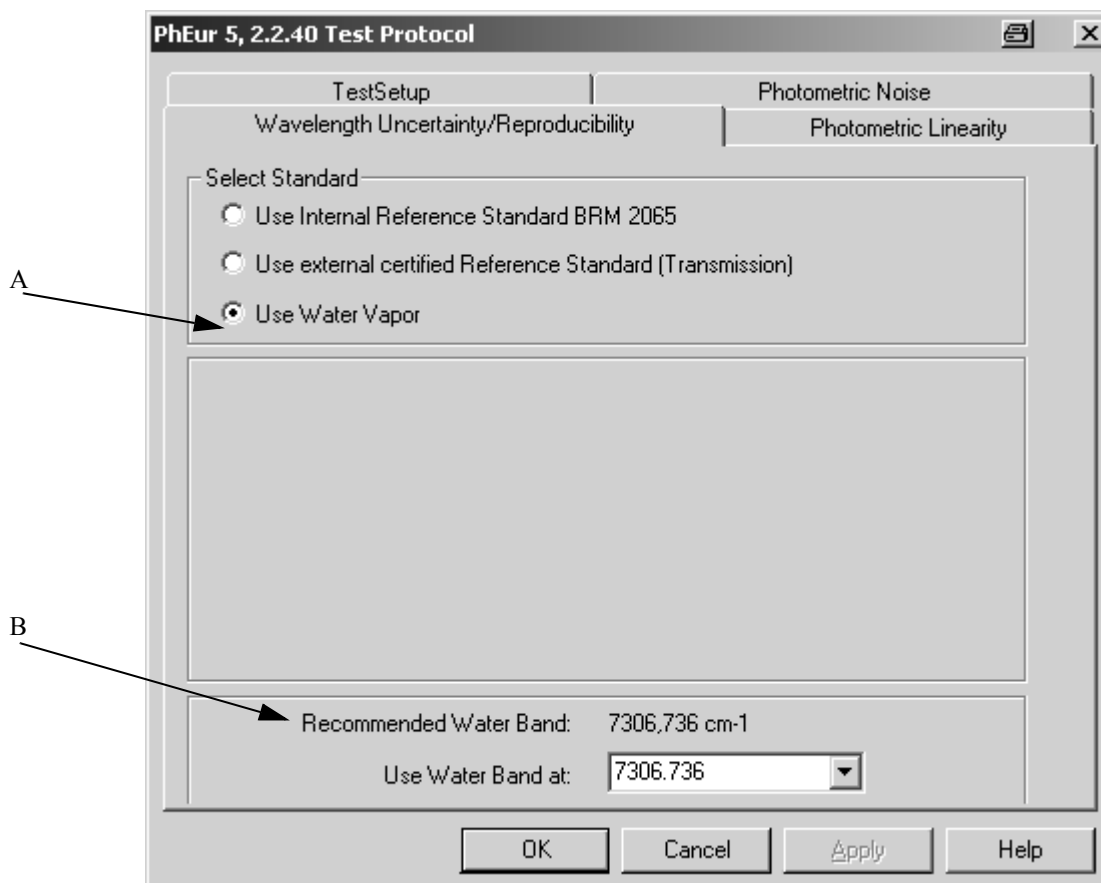 PhEur 5, 2.2.40 Test Protocol
TestSetup
Photometric Noise
Wavelength Uncertainty/Reproducibility
Photometric Linearity
Select Standard
Use Internal Reference Standard BRM 2065
Use external certified Reference Standard (Transmission)
A
Use Water Vapor
B
Recommended Water Band: 7306,736 cm-1
Use Water Band at: 7306.736
OK Cancel Apply Help